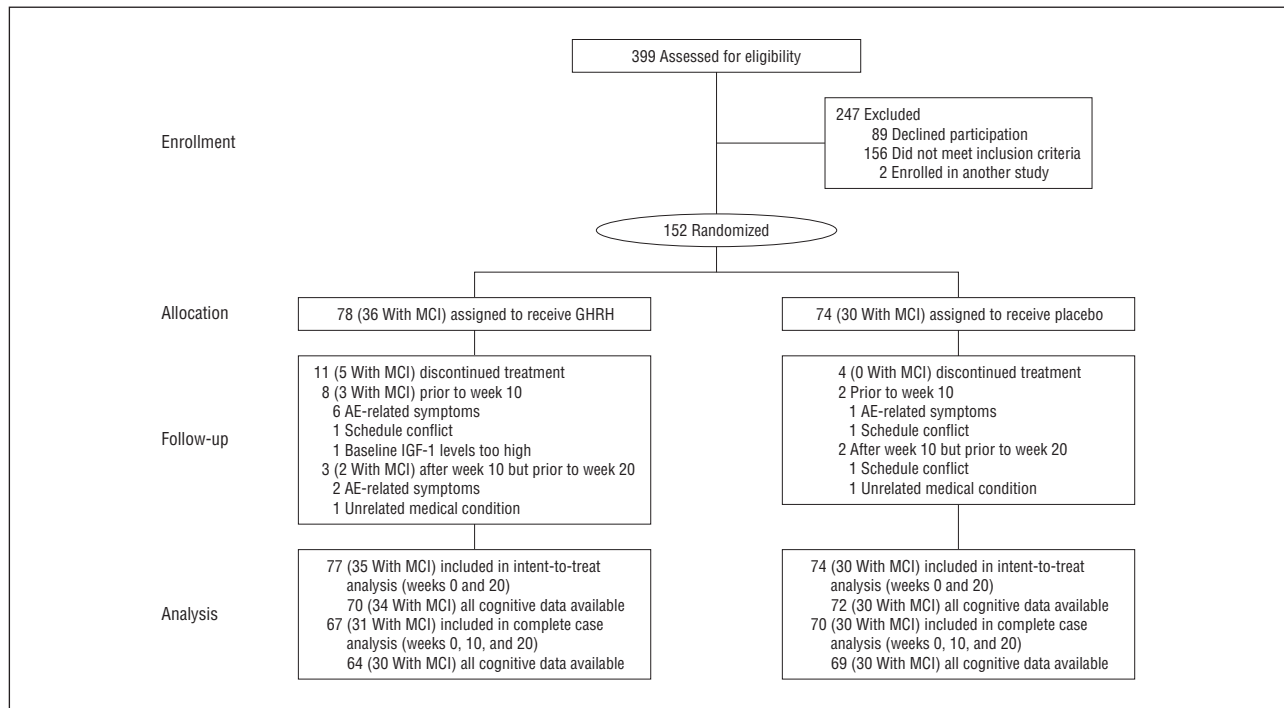 399 Assessed for eligibility
247 Excluded
89 Declined participation
156 Did not meet inclusion criteria
2 Enrolled in another study
Enrollment
152 Randomized
Allocation
78 (36 With MCI) assigned to receive GHRH
74 (30 With MCI) assigned to receive placebo
Follow-up
11 (5 With MCI) discontinued treatment
8 (3 With MCI) prior to week 10
6 AE-related symptoms
1 Schedule conflict
1 Baseline IGF-1 levels too high
3 (2 With MCI) after week 10 but prior to week 20
2 AE-related symptoms
1 Unrelated medical condition
4 (0 With MCI) discontinued treatment
2 Prior to week 10
1 AE-related symptoms
1 Schedule conflict
2 After week 10 but prior to week 20
1 Schedule conflict
1 Unrelated medical condition
Analysis
77 (35 With MCI) included in intent-to-treat
analysis (weeks 0 and 20)
70 (34 With MCI) all cognitive data available
67 (31 With MCI) included in complete case
analysis (weeks 0, 10, and 20)
64 (30 With MCI) all cognitive data available
74 (30 With MCI) included in intent-to-treat
analysis (weeks 0 and 20)
72 (30 With MCI) all cognitive data available
70 (30 With MCI) included in complete case
analysis (weeks 0, 10, and 20)
69 (30 With MCI) all cognitive data available